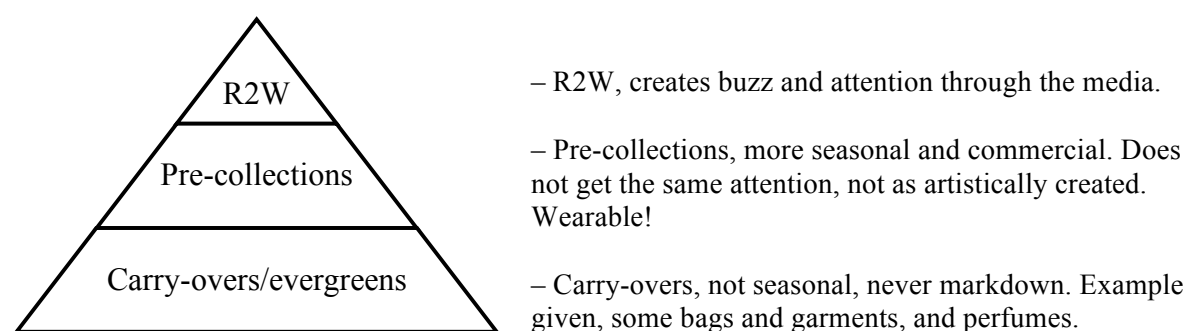 R2W
Pre-collections
Carry-overs/evergreens
– R2W, creates buzz and attention through the media.
– Pre-collections, more seasonal and commercial. Does
not get the same attention, not as artistically created.
Wearable!
– Carry-overs, not seasonal, never markdown. Example
given, some bags and garments, and perfumes.